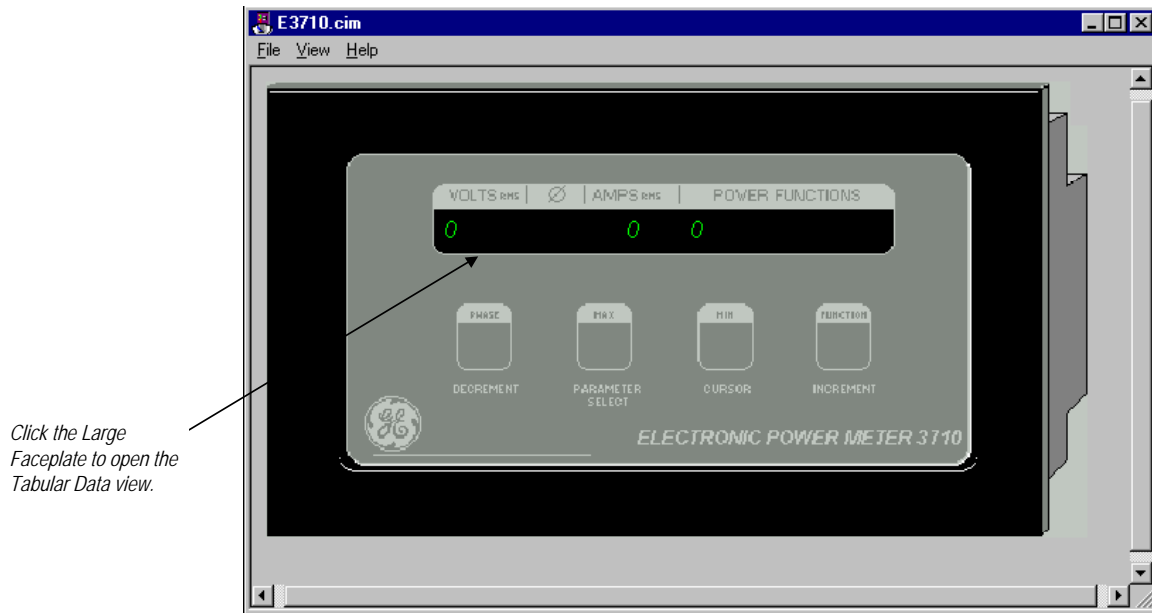 E3710.cim
File View Help
VOLTS RMS | Ø | AMPS RMS | POWER FUNCTIONS
0 0 0
PHASE MAX MIN FUNCTION
DECREMENT PARAMETER SELECT CURSOR INCREMENT
GE
ELECTRONIC POWER METER 3710
Click the Large
Faceplate to open the
Tabular Data view.